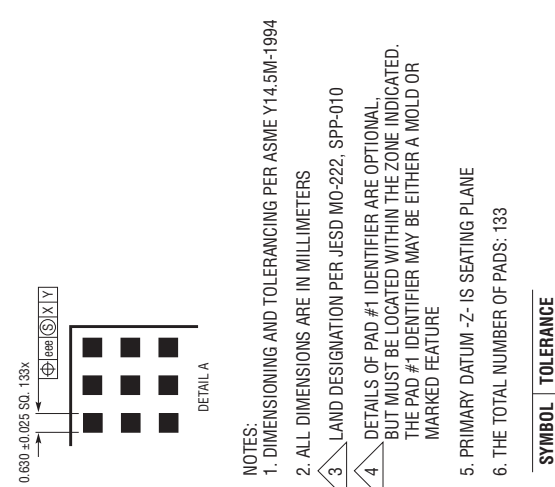 0.630 ±0.025 SQ. 133x
⌖ eee Ⓢ X Y
DETAIL A
NOTES:
1. DIMENSIONING AND TOLERANCING PER ASME Y14.5M-1994
2. ALL DIMENSIONS ARE IN MILLIMETERS
3 LAND DESIGNATION PER JESD MO-222, SPP-010
4 DETAILS OF PAD #1 IDENTIFIER ARE OPTIONAL,
BUT MUST BE LOCATED WITHIN THE ZONE INDICATED.
THE PAD #1 IDENTIFIER MAY BE EITHER A MOLD OR
MARKED FEATURE
5. PRIMARY DATUM -Z- IS SEATING PLANE
6. THE TOTAL NUMBER OF PADS: 133
SYMBOL TOLERANCE